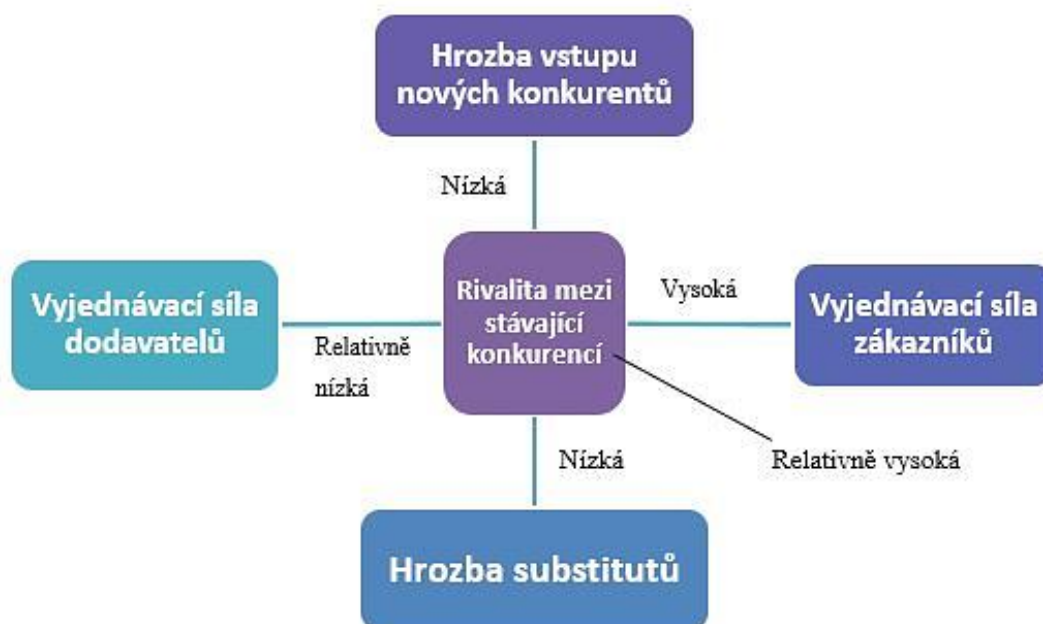 Hrozba vstupu
nových konkurentů
Nízká
Vyjednávací síla
dodavatelů
Relativně
nízká
Rivalita mezi
stávající
konkurencí
Vysoká
Vyjednávací síla
zákazníků
Relativně vysoká
Nízká
Hrozba substitutů